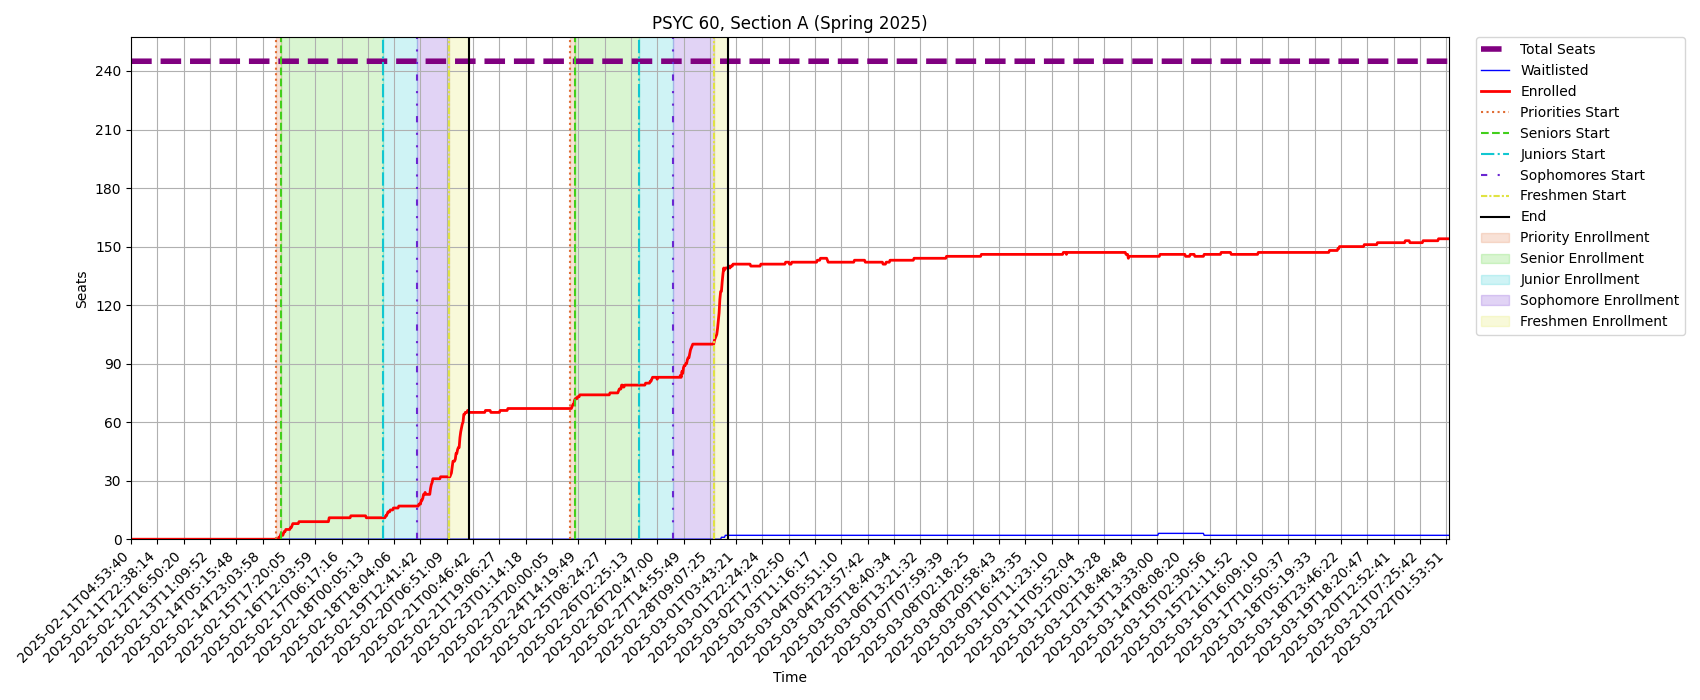 PSYC 60, Section A (Spring 2025)
Total Seats
Waitlisted
Enrolled
Priorities Start
Seniors Start
Juniors Start
Sophomores Start
Freshmen Start
End
Priority Enrollment
Senior Enrollment
Junior Enrollment
Sophomore Enrollment
Freshmen Enrollment
Seats
240
210
180
150
120
90
60
30
0
2025-02-11T04:53:40
2025-02-11T22:38:14
2025-02-12T16:50:20
2025-02-13T11:09:52
2025-02-14T05:15:48
2025-02-14T23:03:58
2025-02-15T17:20:05
2025-02-16T12:03:59
2025-02-17T06:17:16
2025-02-18T00:05:13
2025-02-18T18:04:06
2025-02-19T12:41:42
2025-02-20T06:51:09
2025-02-21T00:46:42
2025-02-21T19:06:27
2025-02-22T13:14:18
2025-02-23T20:00:05
2025-02-24T14:19:49
2025-02-25T08:24:27
2025-02-26T02:25:13
2025-02-26T20:47:00
2025-02-27T14:55:49
2025-02-28T09:07:25
2025-03-01T03:43:21
2025-03-01T22:24:24
2025-03-02T17:02:50
2025-03-03T11:16:17
2025-03-04T05:51:10
2025-03-04T23:57:42
2025-03-05T18:40:34
2025-03-06T13:21:32
2025-03-07T07:59:39
2025-03-08T02:18:25
2025-03-08T20:58:43
2025-03-09T16:43:35
2025-03-10T11:23:10
2025-03-11T05:52:04
2025-03-12T00:13:28
2025-03-12T18:48:48
2025-03-13T13:33:00
2025-03-14T08:08:20
2025-03-15T02:30:56
2025-03-15T21:11:52
2025-03-16T16:09:10
2025-03-17T10:50:37
2025-03-18T05:19:33
2025-03-18T23:46:22
2025-03-19T18:20:47
2025-03-20T12:52:41
2025-03-21T07:25:42
2025-03-22T01:53:51
Time